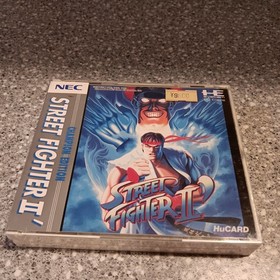 NEC
STREET FIGHTER II'
CHAMPION EDITION
STREET
FIGHTER II'
HuCARD